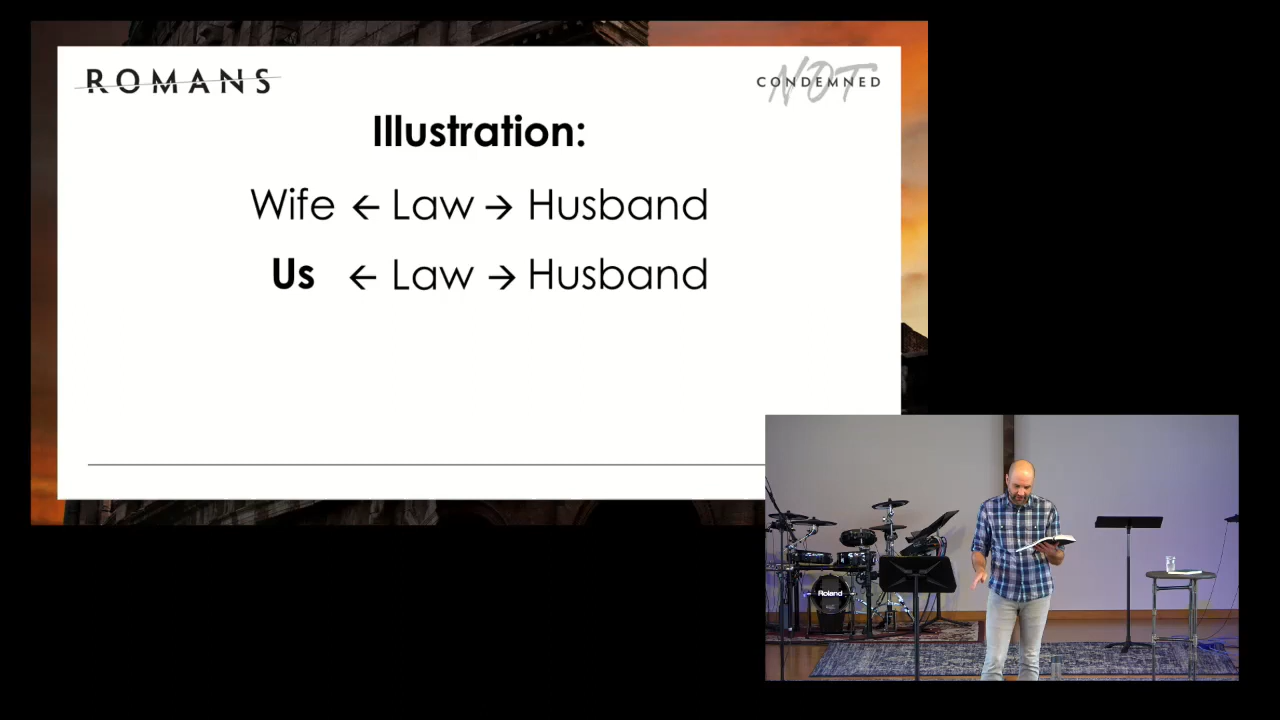 ROMANS
NOT
CONDEMNED
Illustration:
Wife ← Law → Husband
Us ← Law → Husband
Roland